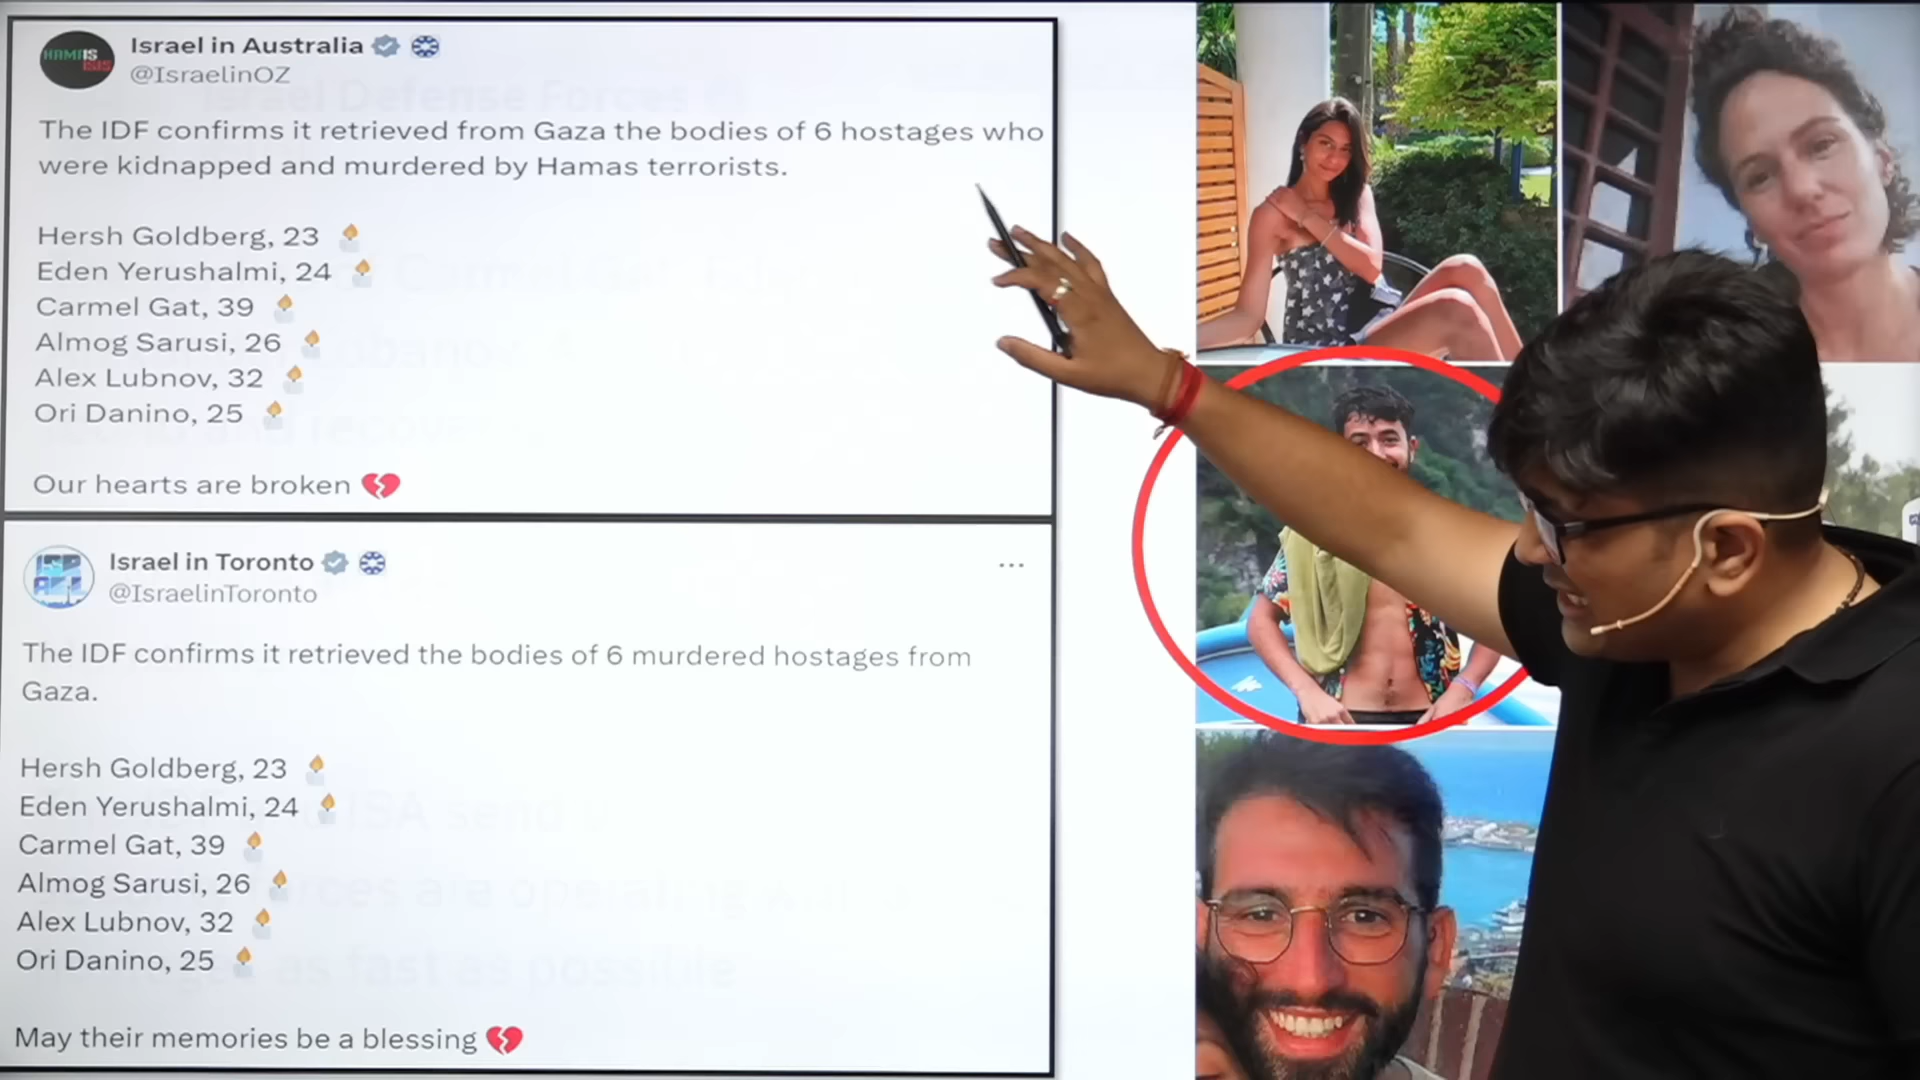 HAMAS IS ISIS
Israel in Australia
@IsraelinOZ
The IDF confirms it retrieved from Gaza the bodies of 6 hostages who
were kidnapped and murdered by Hamas terrorists.
Hersh Goldberg, 23
Eden Yerushalmi, 24
Carmel Gat, 39
Almog Sarusi, 26
Alex Lubnov, 32
Ori Danino, 25
Our hearts are broken
Israel in Toronto
@IsraelinToronto
...
The IDF confirms it retrieved the bodies of 6 murdered hostages from
Gaza.
Hersh Goldberg, 23
Eden Yerushalmi, 24
Carmel Gat, 39
Almog Sarusi, 26
Alex Lubnov, 32
Ori Danino, 25
May their memories be a blessing